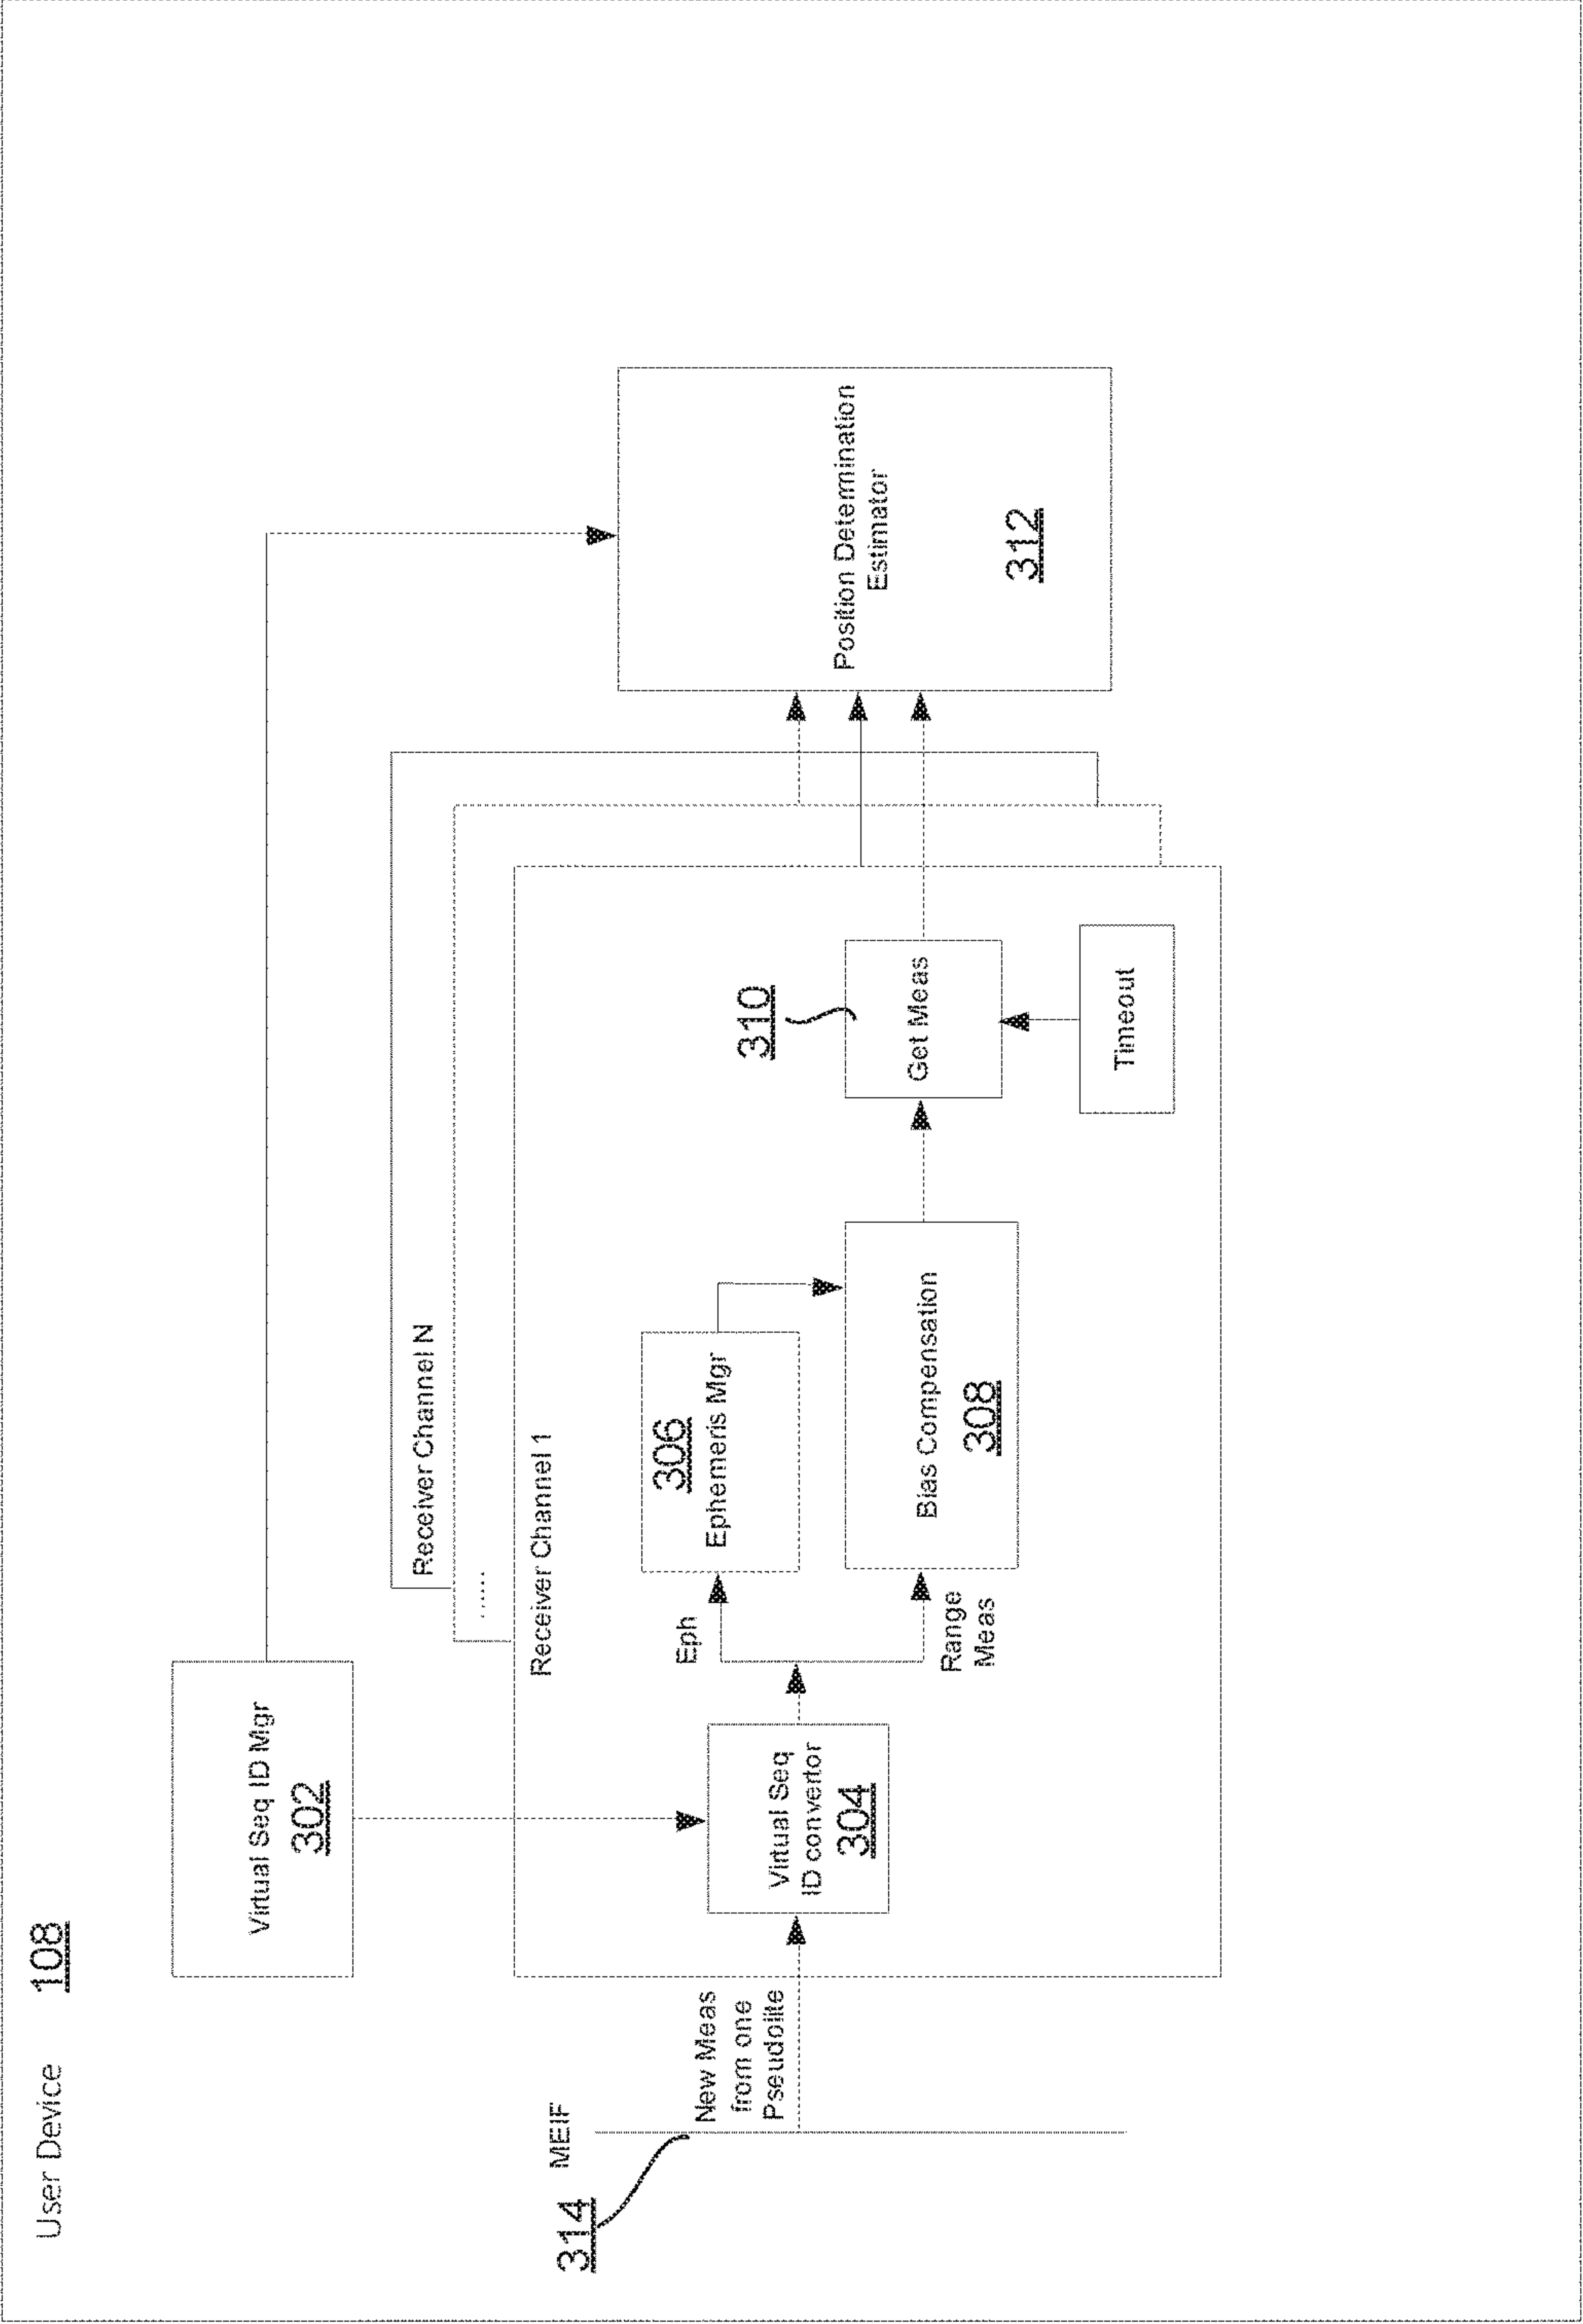 User Device 108
Virtual Seq ID Mgr
302
Receiver Channel N
.....
Receiver Channel 1
MEIF
314
New Meas
from one
Pseudolite
Virtual Seq
ID convertor
304
Eph
Range
Meas
306
Ephemeris Mgr
Bias Compensation
308
310
Get Meas
Timeout
Position Determination
Estimator
312